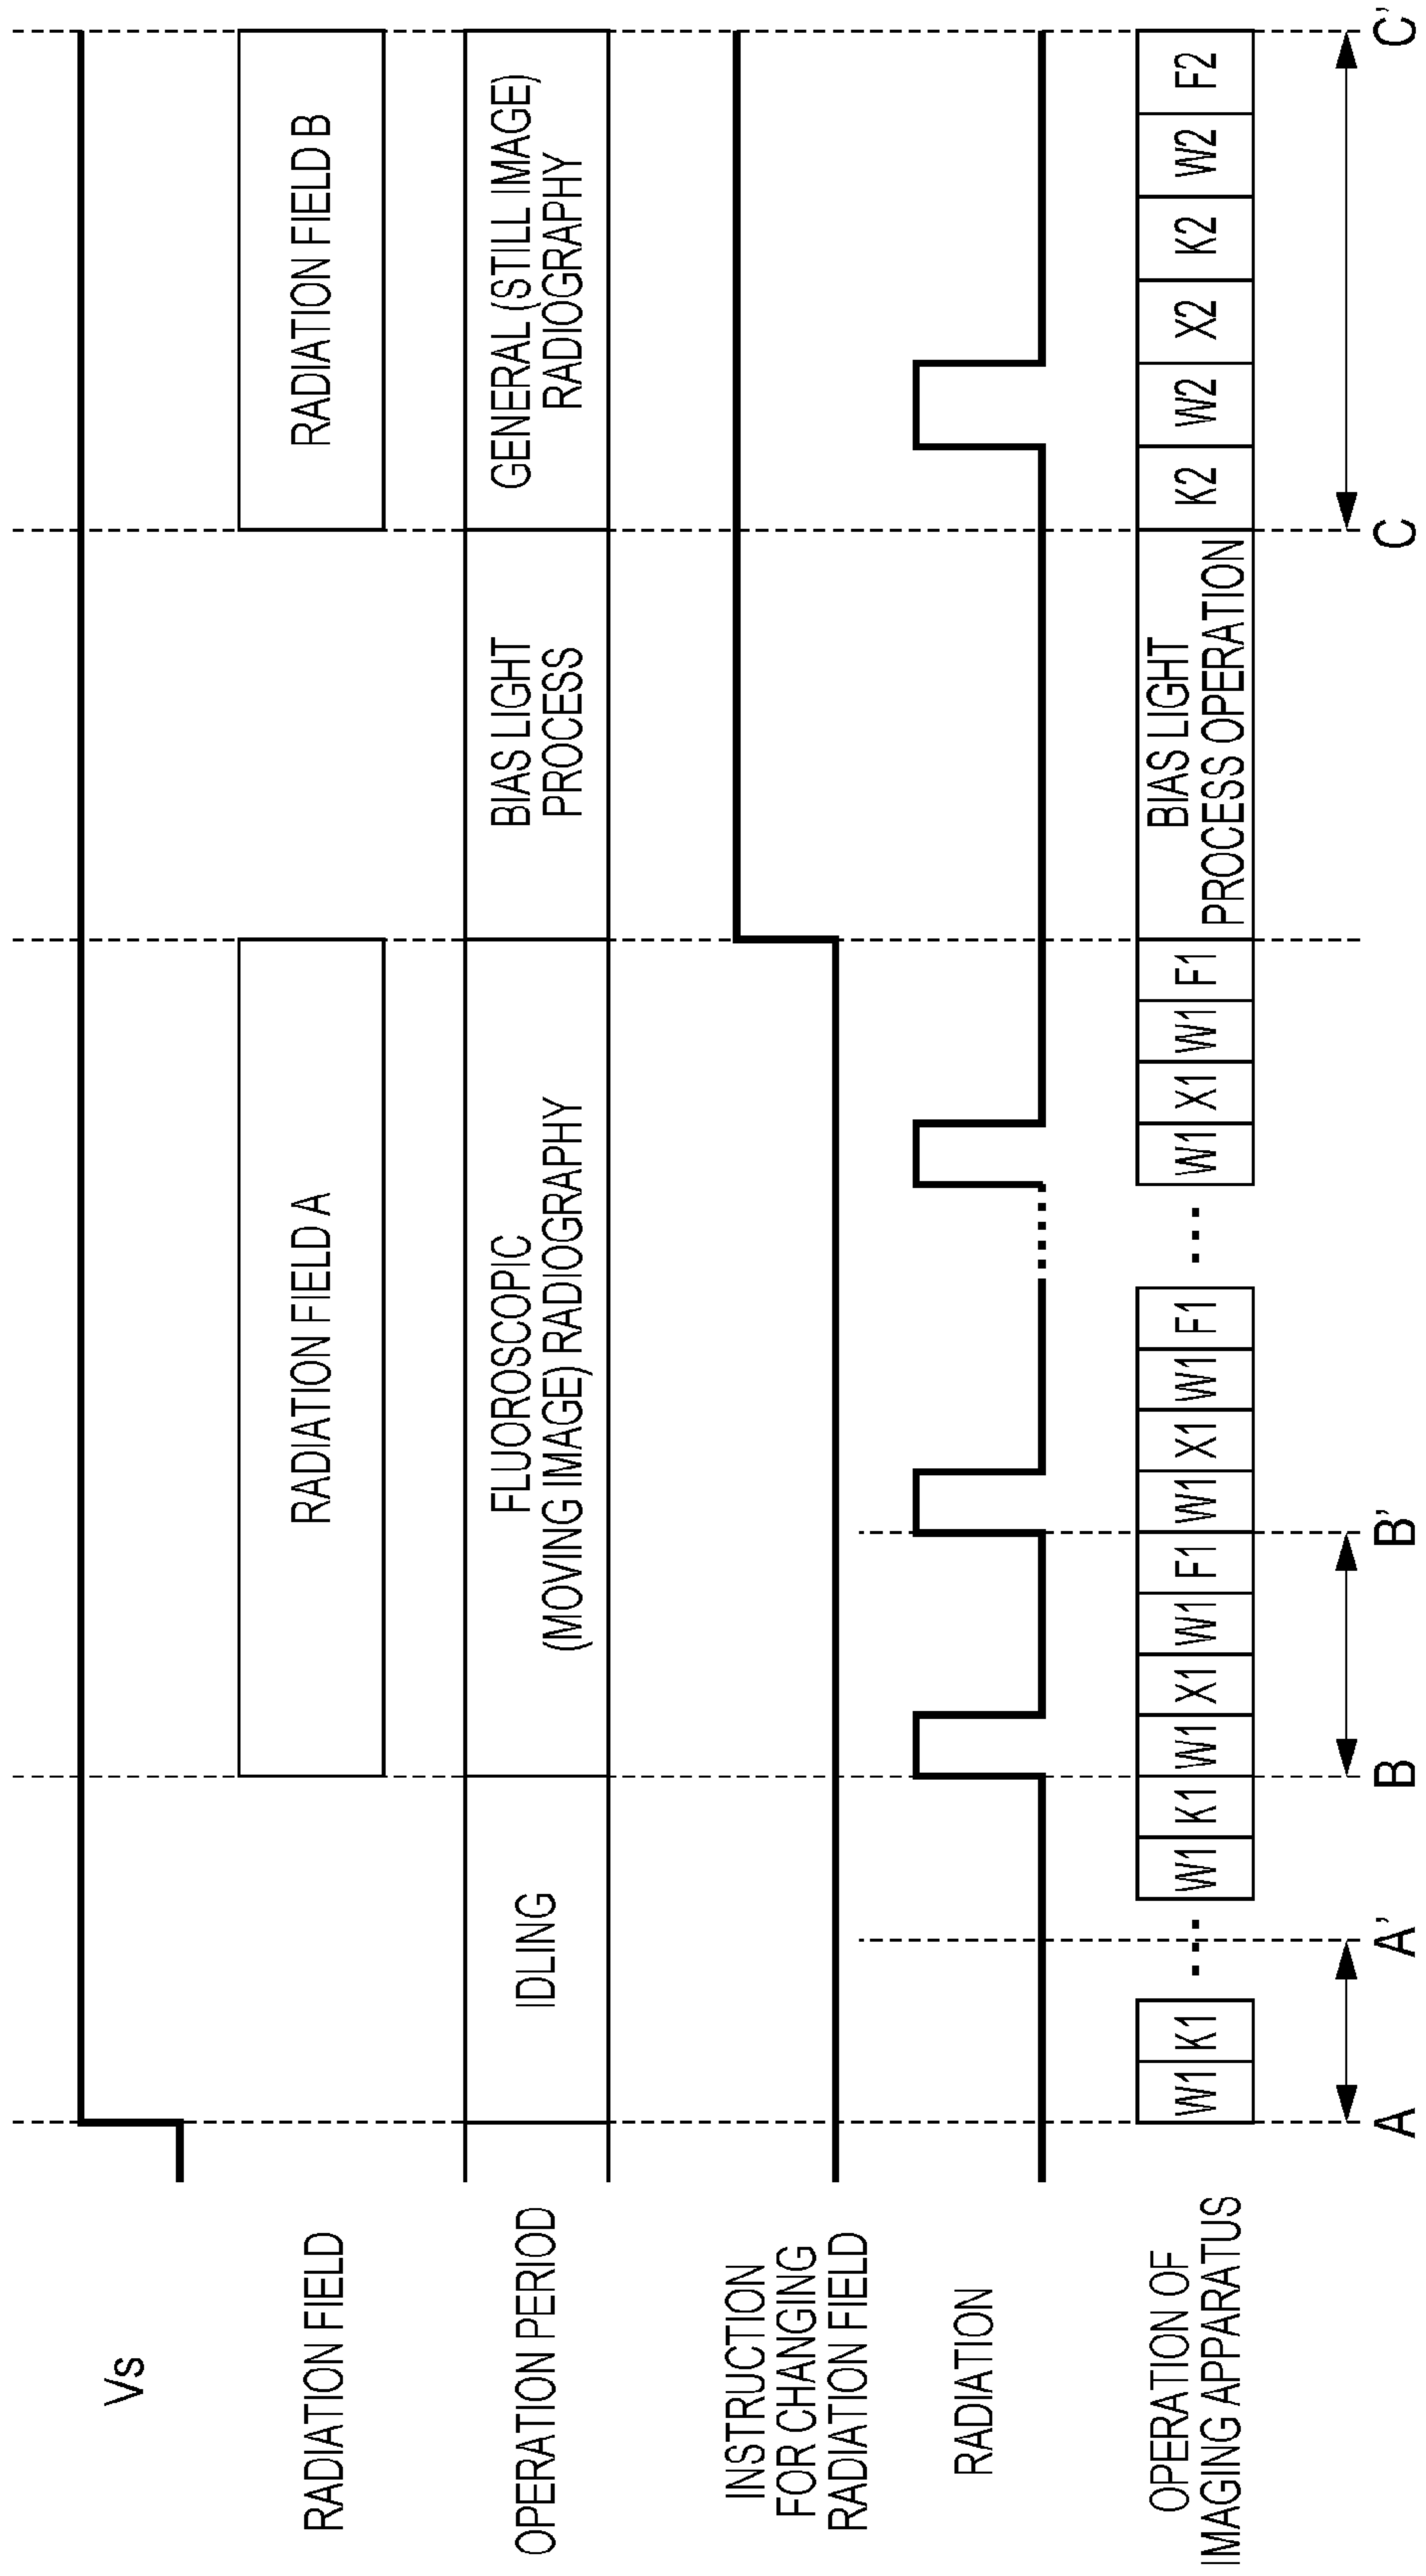 Vs
RADIATION FIELD
RADIATION FIELD A
RADIATION FIELD B
OPERATION PERIOD
IDLING
FLUOROSCOPIC
(MOVING IMAGE) RADIOGRAPHY
BIAS LIGHT
PROCESS
GENERAL (STILL IMAGE)
RADIOGRAPHY
INSTRUCTION
FOR CHANGING
RADIATION FIELD
RADIATION
OPERATION OF
IMAGING APPARATUS
W1 K1 ... W1 K1 W1 X1 W1 F1 W1 X1 W1 F1 ... W1 X1 W1 F1
BIAS LIGHT
PROCESS OPERATION
K2 W2 X2 K2 W2 F2
A A' B B' C C'